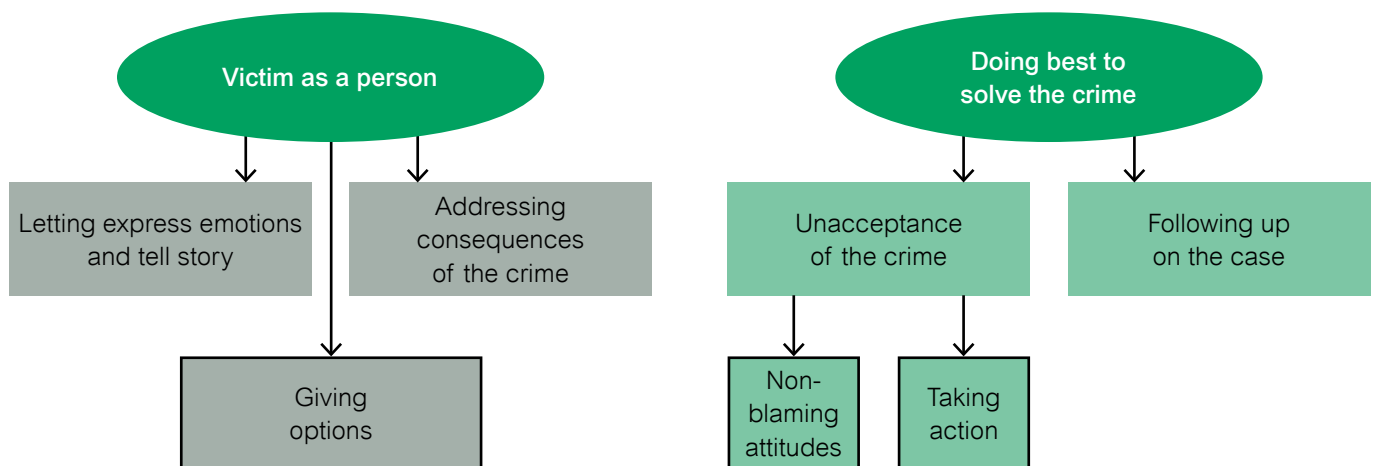 Victim as a person
Letting express emotions
and tell story
Addressing
consequences
of the crime
Giving
options
Doing best to
solve the crime
Unacceptance
of the crime
Following up
on the case
Non-
blaming
attitudes
Taking
action